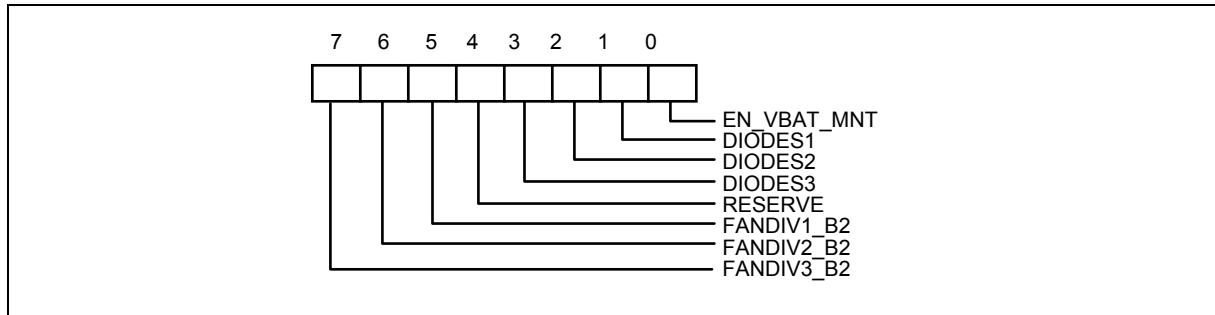 7 6 5 4 3 2 1 0
EN_VBAT_MNT
DIODES1
DIODES2
DIODES3
RESERVE
FANDIV1_B2
FANDIV2_B2
FANDIV3_B2